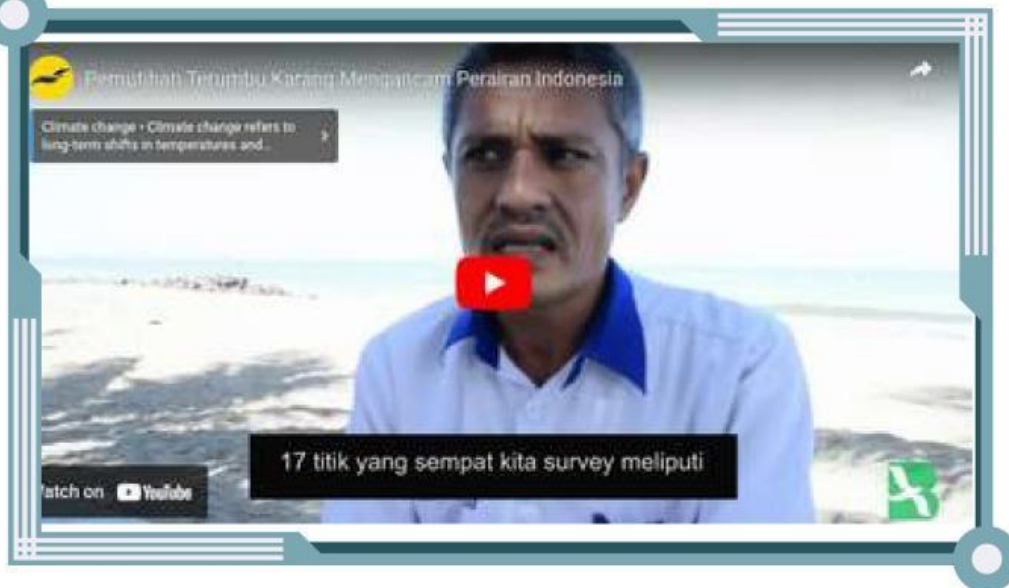 Pemutihan Terumbu Karang Mengancam Perairan Indonesia
Climate change • Climate change refers to
long-term shifts in temperatures and...
17 titik yang sempat kita survey meliputi
atch on YouTube